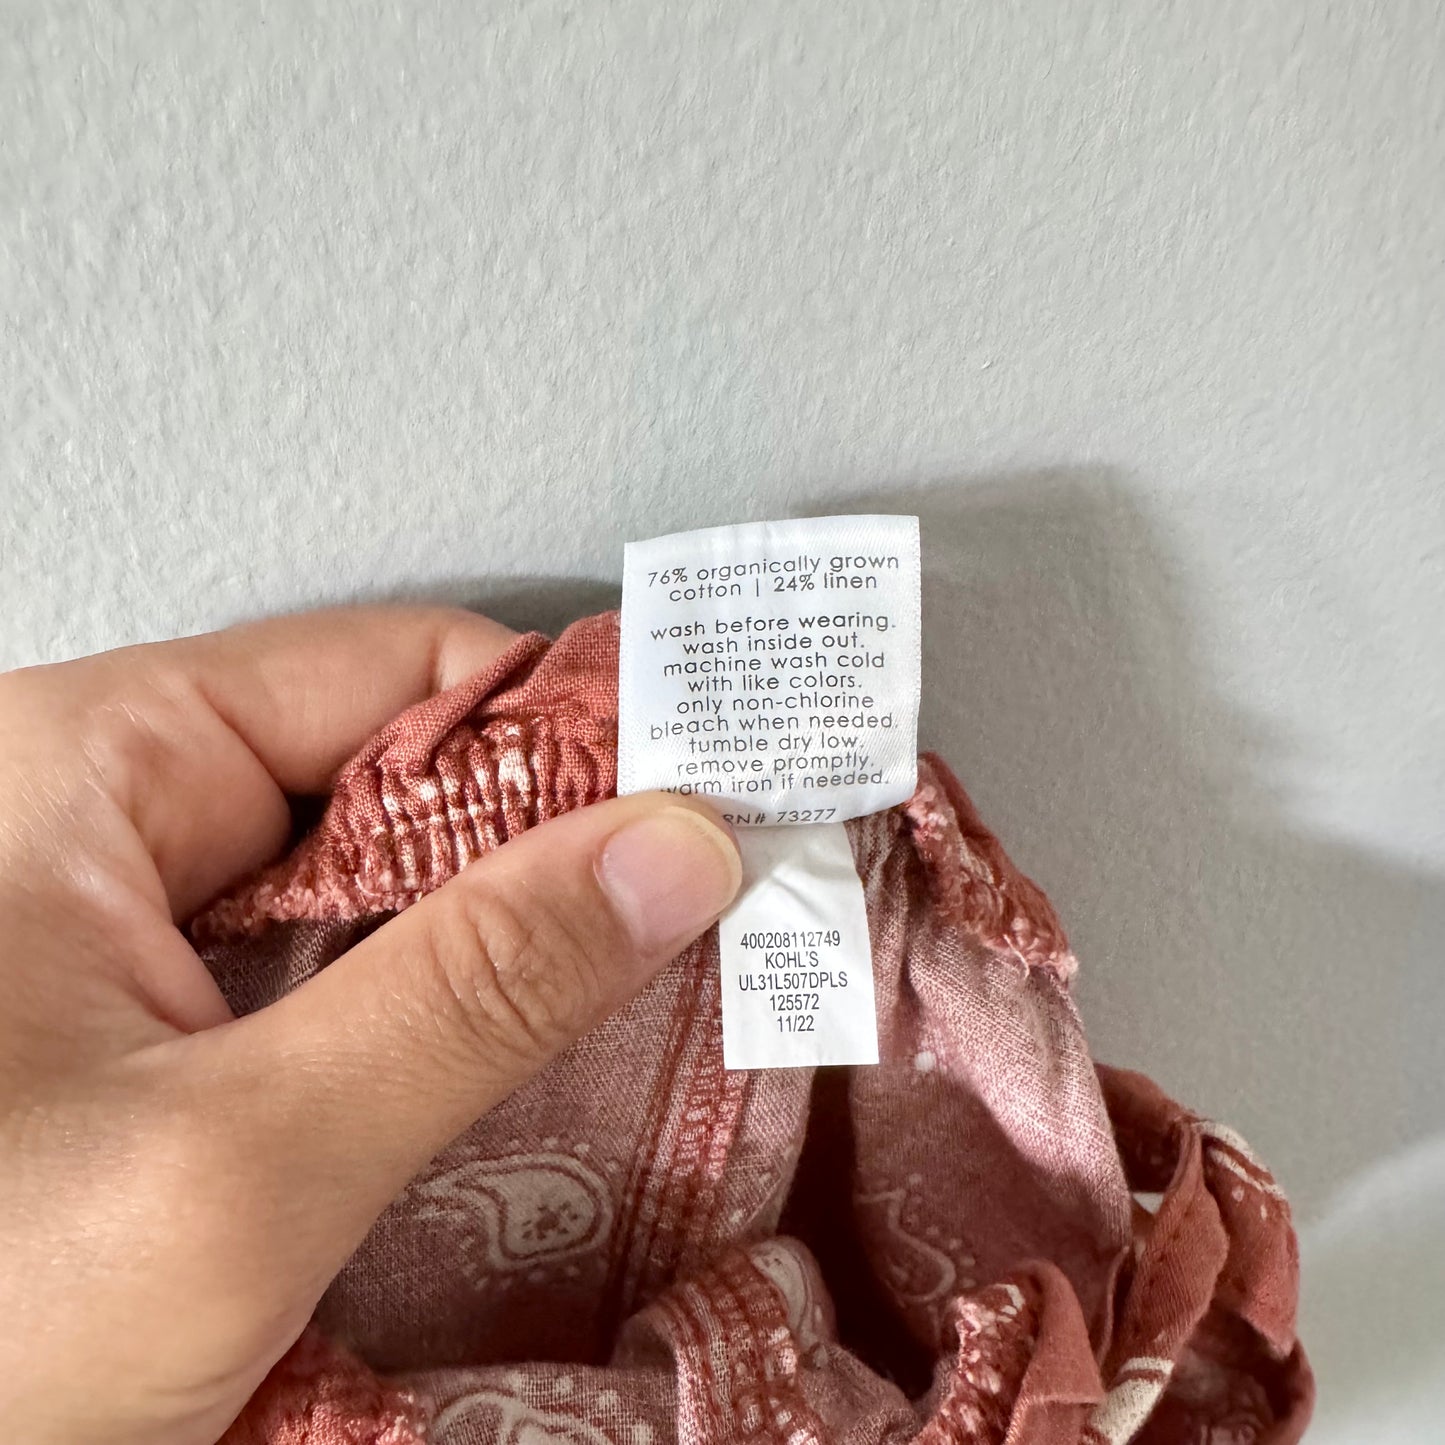 76% organically grown
cotton | 24% linen
wash before wearing.
wash inside out.
machine wash cold
with like colors.
only non-chlorine
bleach when needed.
tumble dry low.
remove promptly.
warm iron if needed.
RN# 73277
400208112749
KOHL'S
UL31L507DPLS
125572
11/22